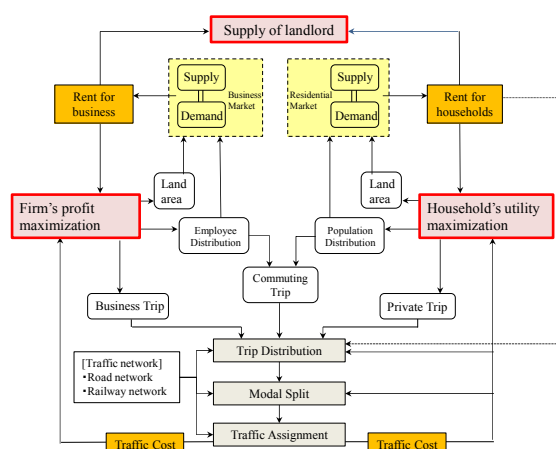 Supply of landlord
Supply
Demand
Business
Market
Supply
Demand
Residential
Market
Rent for
business
Rent for
households
Land
area
Land
area
Firm's profit
maximization
Household's utility
maximization
Employee
Distribution
Population
Distribution
Commuting
Trip
Business Trip
Private Trip
Trip Distribution
[Traffic network]
・Road network
・Railway network
Modal Split
Traffic Assignment
Traffic Cost
Traffic Cost